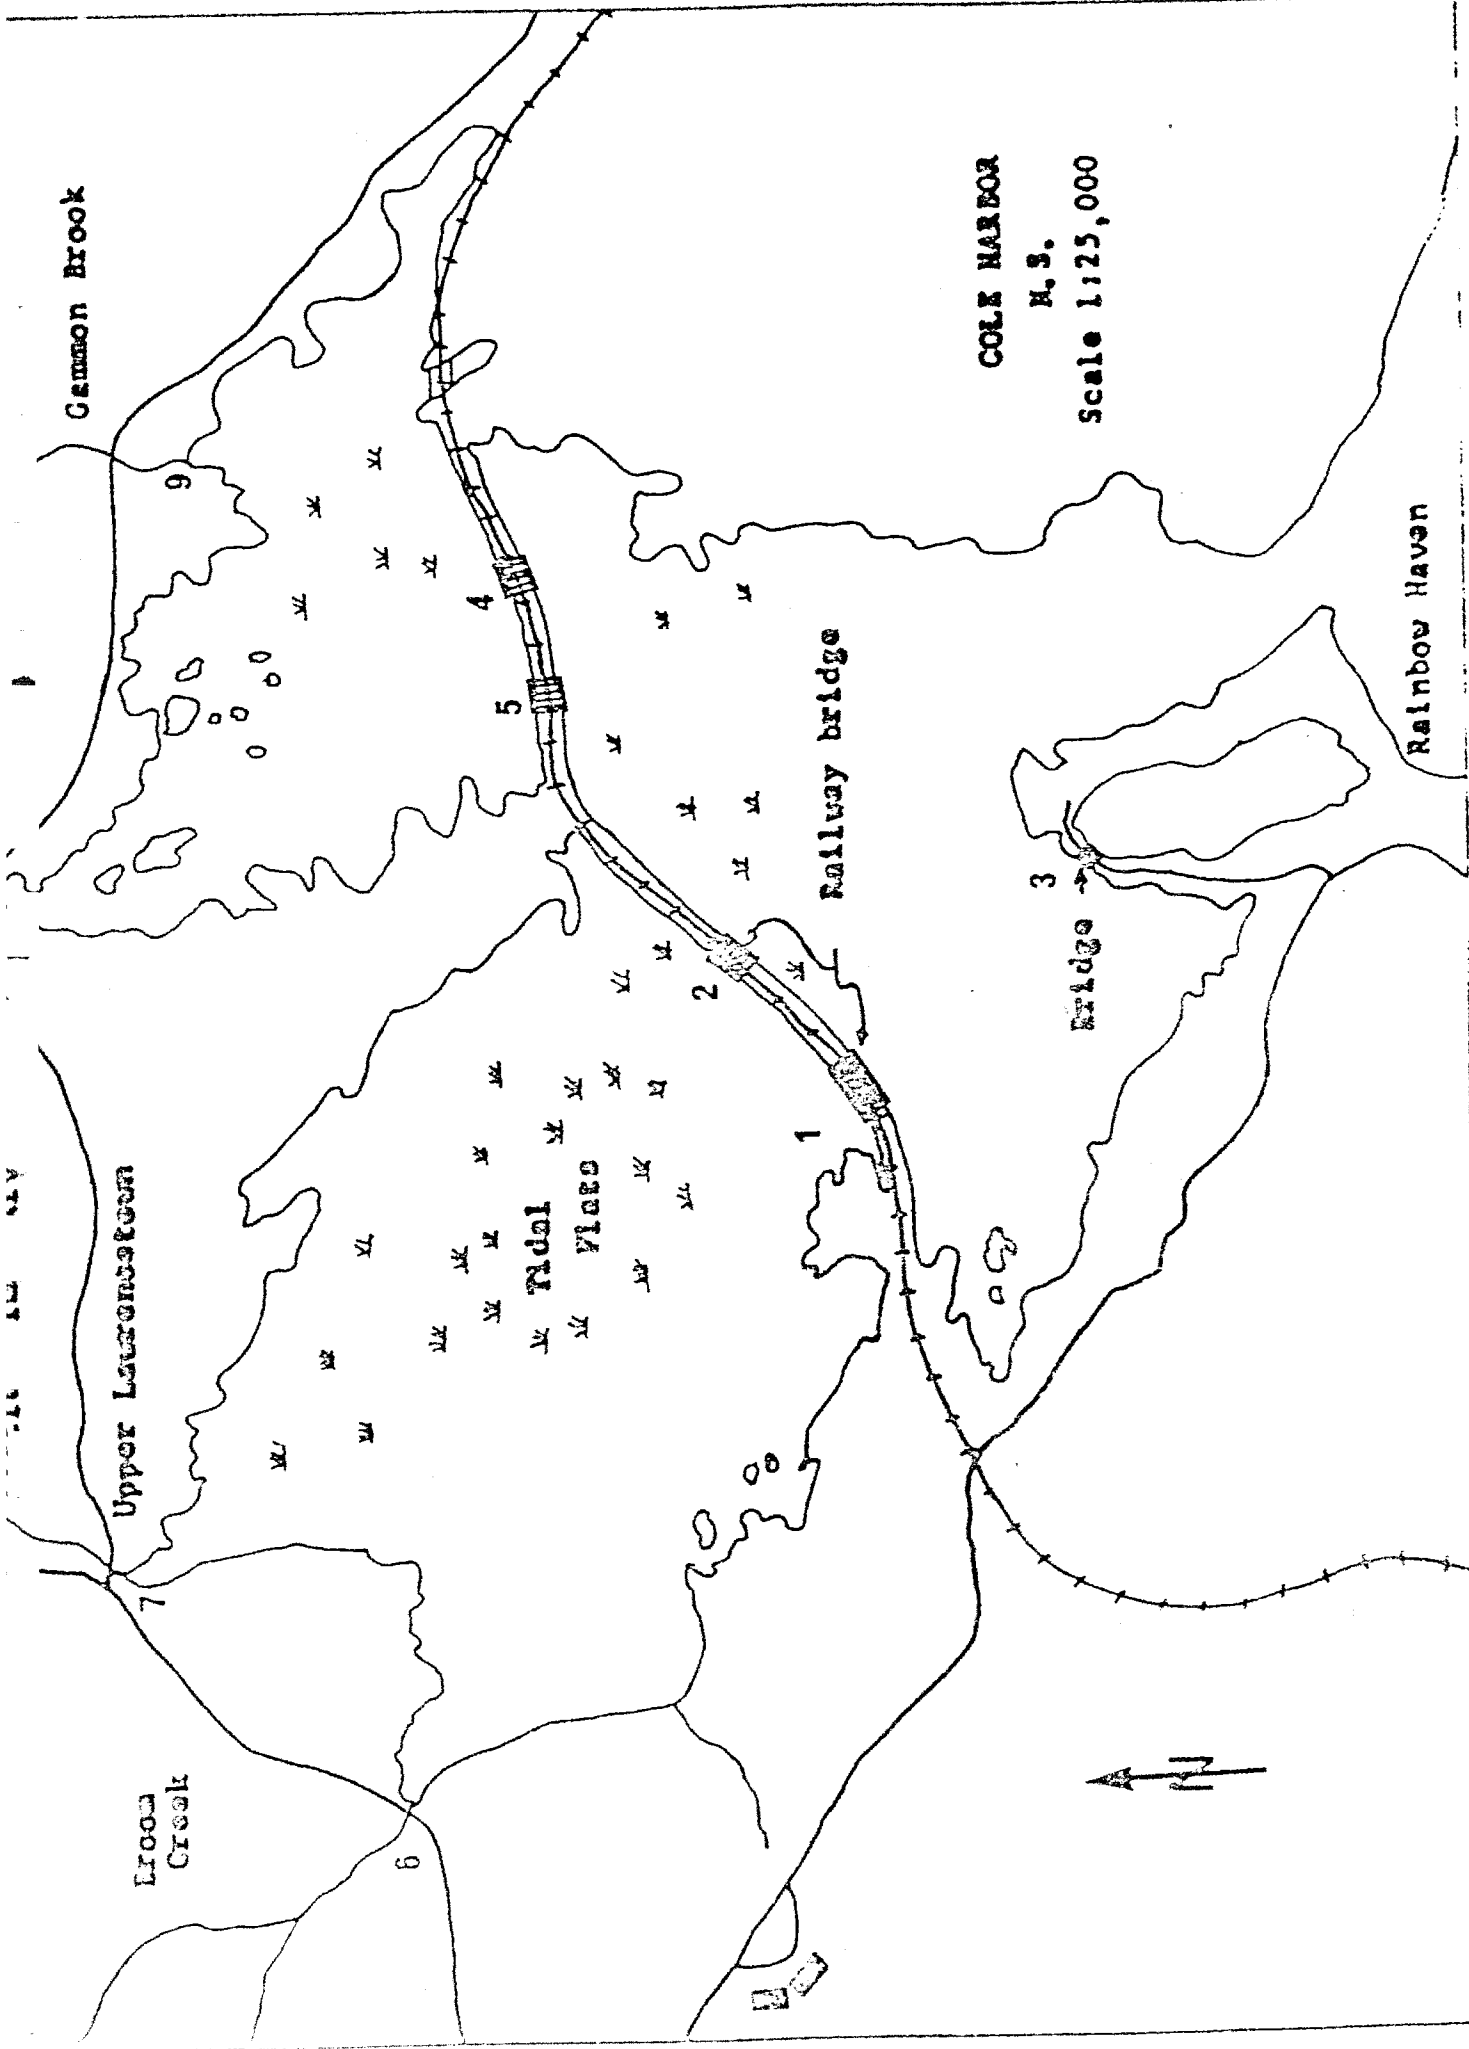 Gammon Brook
9
4
5
COLE HARBOR
N.S.
Scale 1:25,000
Railway bridge
2
1
3
Bridge
Rainbow Haven
Tidal
Flats
Upper Lawrencetown
7
Broom
Creek
6
N